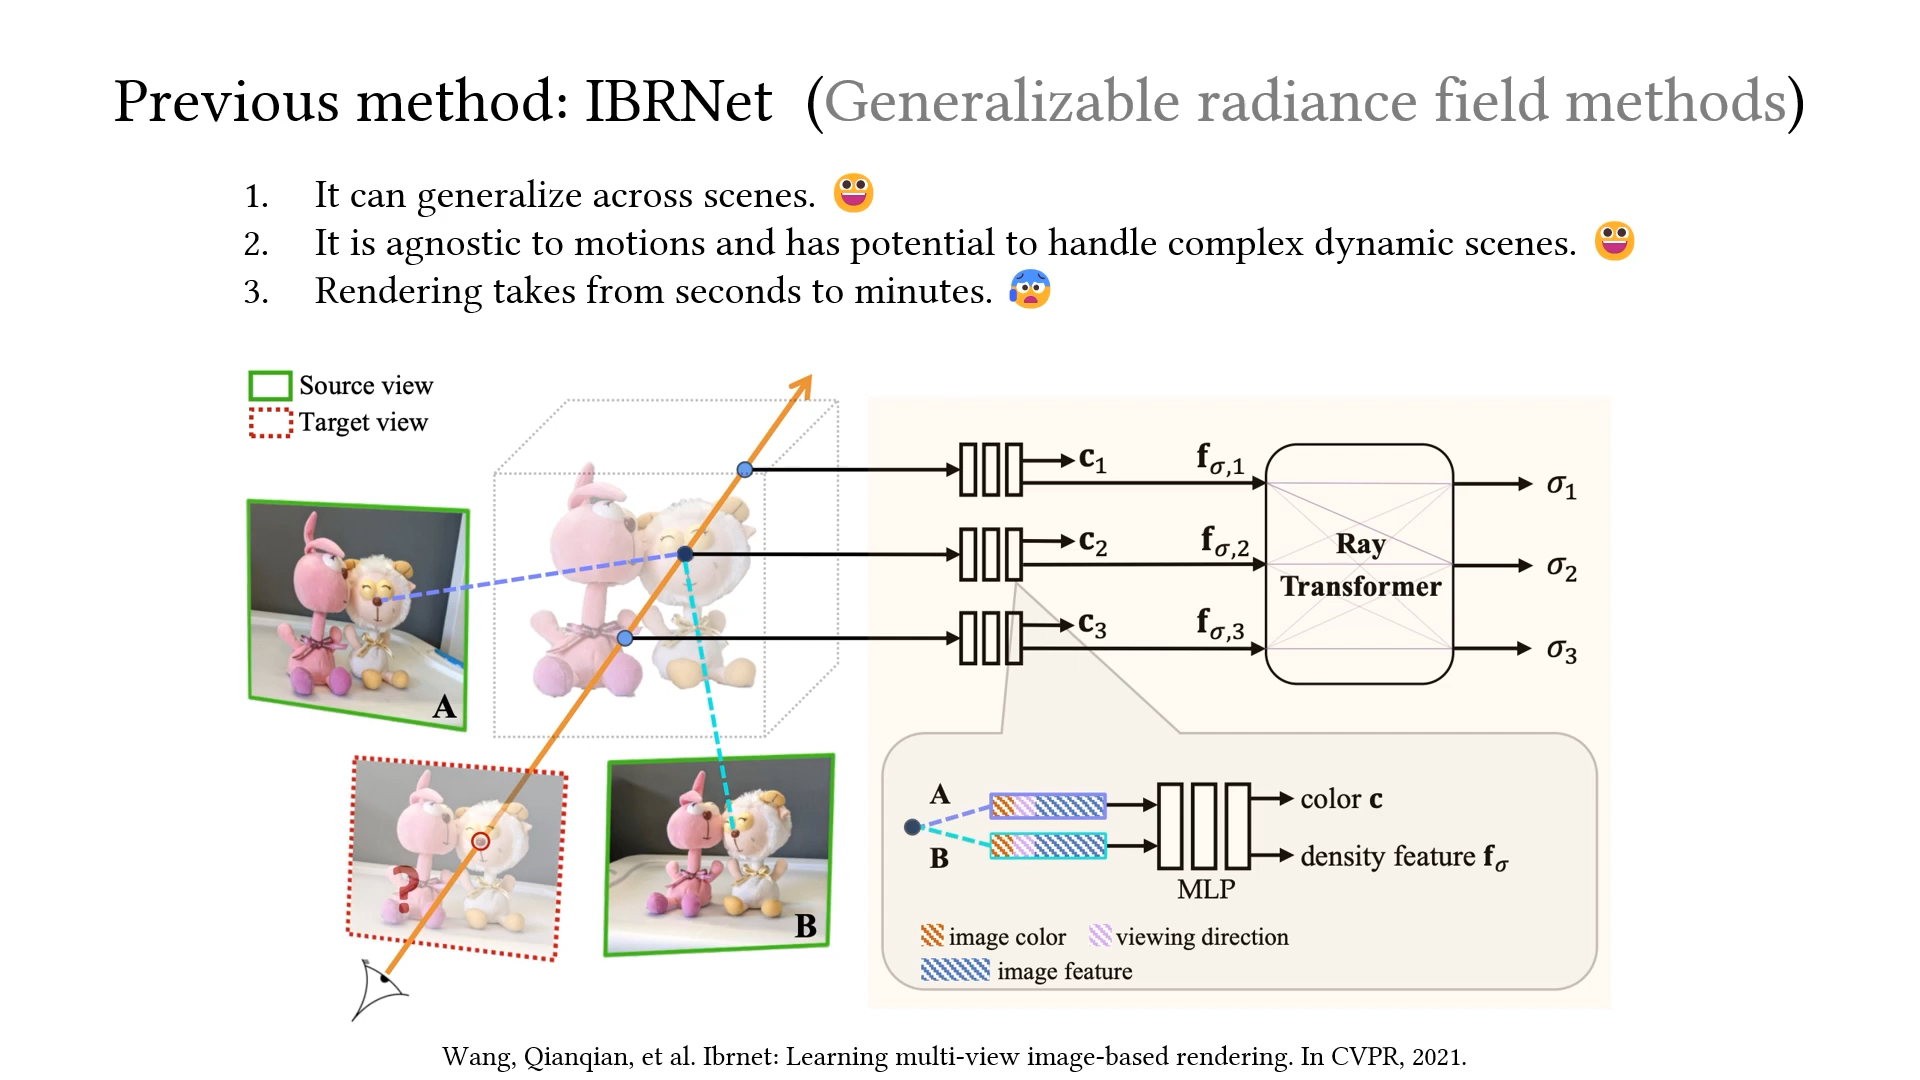 Previous method: IBRNet (Generalizable radiance field methods)
1. It can generalize across scenes. 😀
2. It is agnostic to motions and has potential to handle complex dynamic scenes. 😀
3. Rendering takes from seconds to minutes. 😰
Source view
Target view
A
?
B
c1 fσ,1
c2 fσ,2
c3 fσ,3
Ray
Transformer
σ1
σ2
σ3
A
B
MLP
color c
density feature fσ
image color viewing direction
image feature
Wang, Qianqian, et al. Ibrnet: Learning multi-view image-based rendering. In CVPR, 2021.